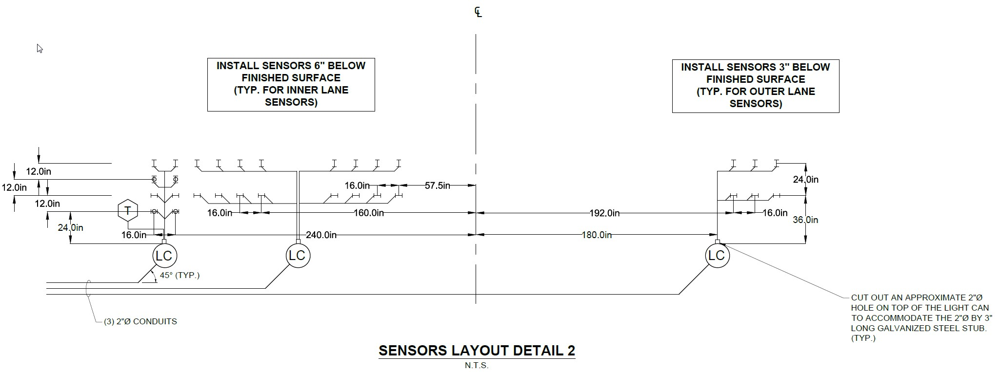 ℄
INSTALL SENSORS 6" BELOW
FINISHED SURFACE
(TYP. FOR INNER LANE
SENSORS)
INSTALL SENSORS 3" BELOW
FINISHED SURFACE
(TYP. FOR OUTER LANE
SENSORS)
12.0in
12.0in
12.0in
24.0in
T
16.0in
16.0in
160.0in
16.0in
57.5in
240.0in
192.0in
16.0in
180.0in
24.0in
36.0in
LC
LC
LC
45° (TYP.)
(3) 2"Ø CONDUITS
CUT OUT AN APPROXIMATE 2"Ø
HOLE ON TOP OF THE LIGHT CAN
TO ACCOMMODATE THE 2"Ø BY 3"
LONG GALVANIZED STEEL STUB.
(TYP.)
SENSORS LAYOUT DETAIL 2
N.T.S.